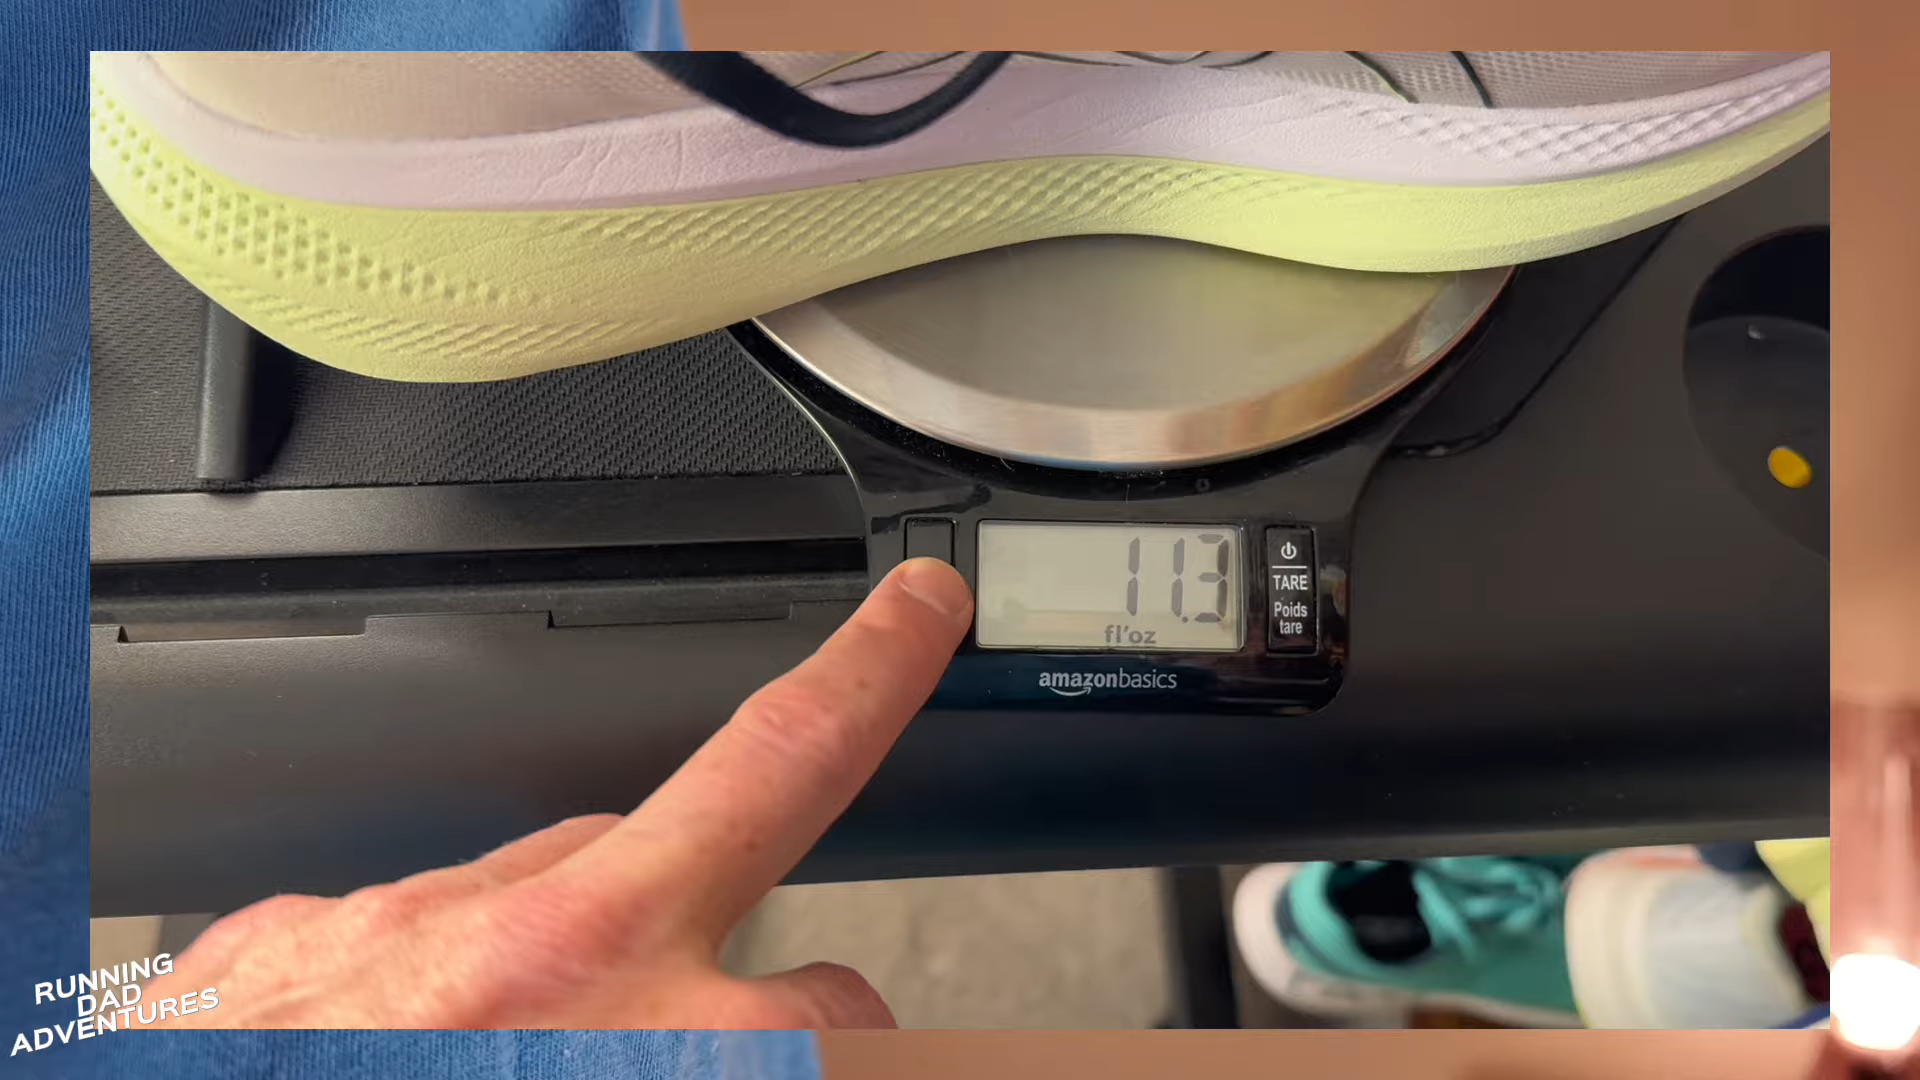 11.3
fl'oz
TARE
Poids
tare
amazonbasics
RUNNING
DAD
ADVENTURES